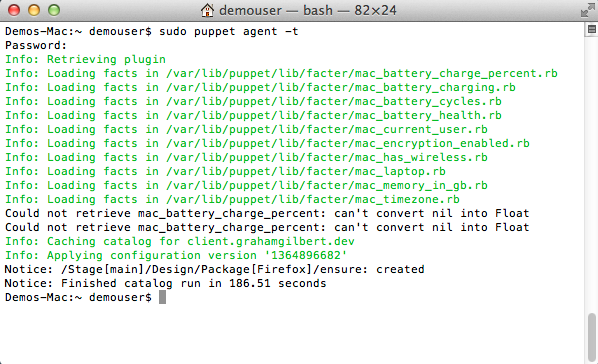 demouser — bash — 82×24
Demos-Mac:~ demouser$ sudo puppet agent -t
Password:
Info: Retrieving plugin
Info: Loading facts in /var/lib/puppet/lib/facter/mac_battery_charge_percent.rb
Info: Loading facts in /var/lib/puppet/lib/facter/mac_battery_charging.rb
Info: Loading facts in /var/lib/puppet/lib/facter/mac_battery_cycles.rb
Info: Loading facts in /var/lib/puppet/lib/facter/mac_battery_health.rb
Info: Loading facts in /var/lib/puppet/lib/facter/mac_current_user.rb
Info: Loading facts in /var/lib/puppet/lib/facter/mac_encryption_enabled.rb
Info: Loading facts in /var/lib/puppet/lib/facter/mac_has_wireless.rb
Info: Loading facts in /var/lib/puppet/lib/facter/mac_laptop.rb
Info: Loading facts in /var/lib/puppet/lib/facter/mac_memory_in_gb.rb
Info: Loading facts in /var/lib/puppet/lib/facter/mac_timezone.rb
Could not retrieve mac_battery_charge_percent: can't convert nil into Float
Could not retrieve mac_battery_charge_percent: can't convert nil into Float
Info: Caching catalog for client.grahamgilbert.dev
Info: Applying configuration version '1364896682'
Notice: /Stage[main]/Design/Package[Firefox]/ensure: created
Notice: Finished catalog run in 186.51 seconds
Demos-Mac:~ demouser$